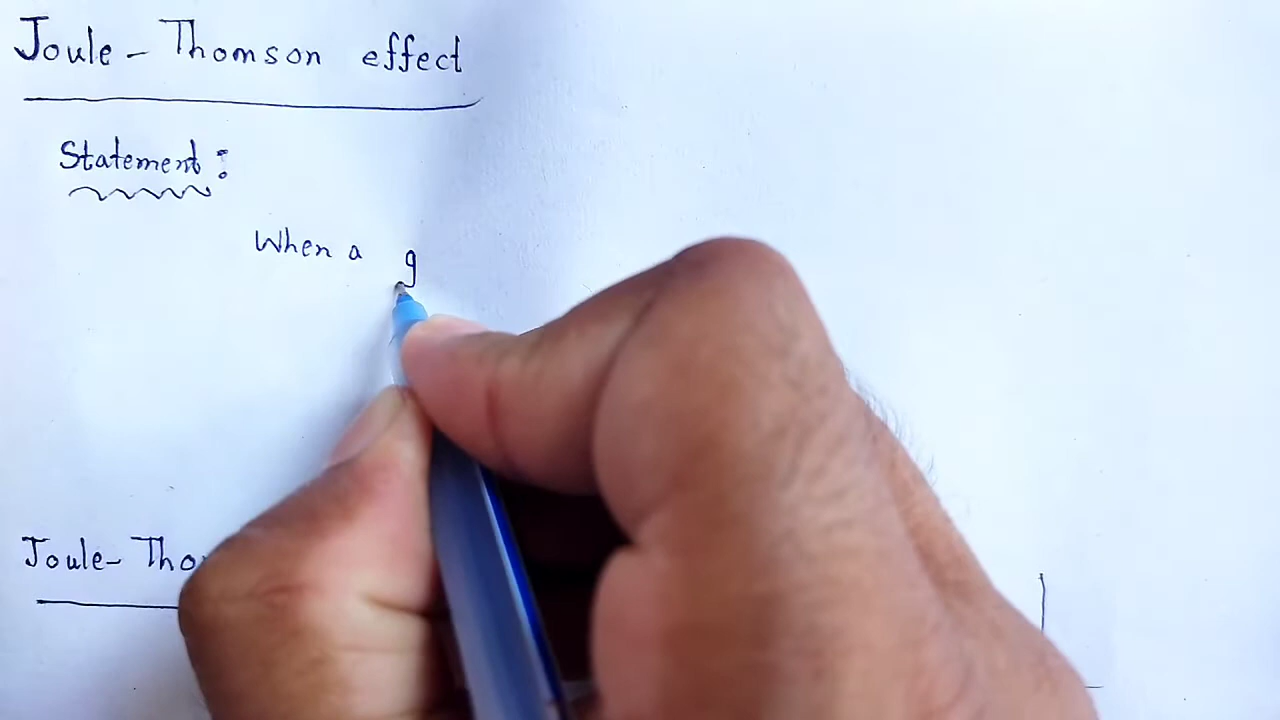 Joule - Thomson effect
Statement :
When a g
Joule- Tho